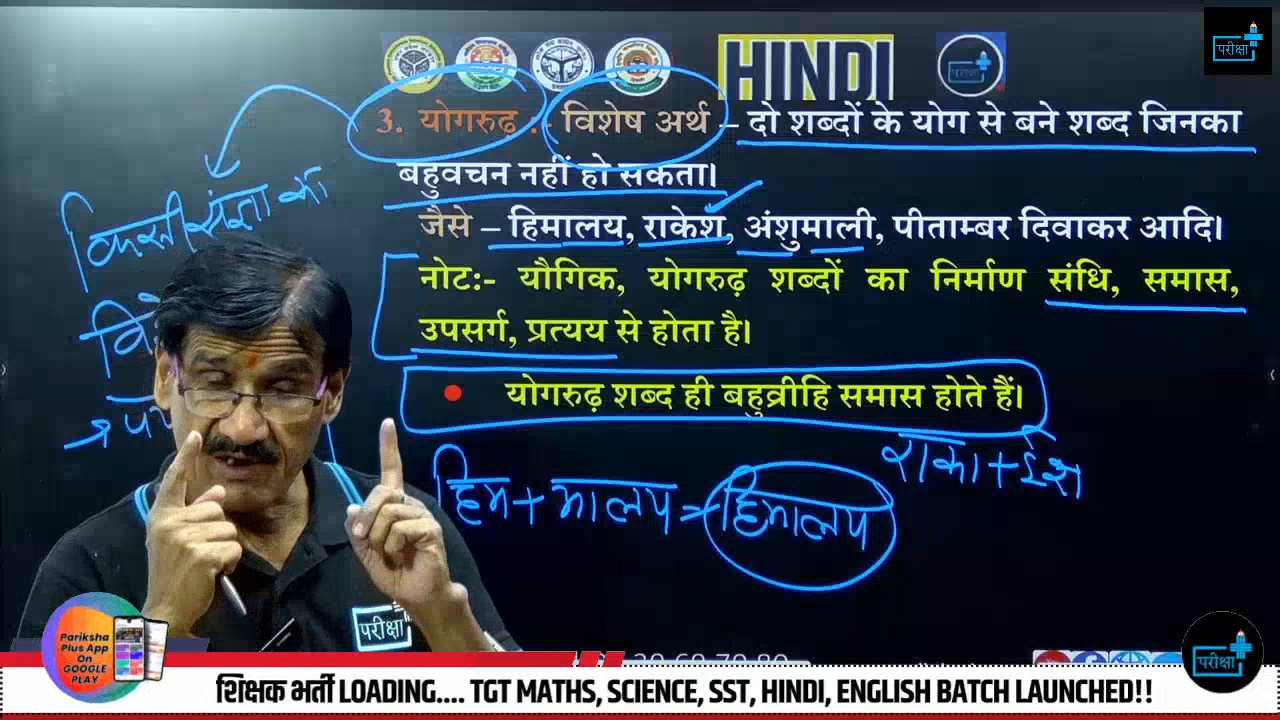 HINDI
परीक्षा
परीक्षा
3. योगरुढ :- विशेष अर्थ – दो शब्दों के योग से बने शब्द जिनका
बहुवचन नहीं हो सकता।
जैसे – हिमालय, राकेश, अंशुमाली, पीताम्बर दिवाकर आदि।
नोट:- यौगिक, योगरुढ़ शब्दों का निर्माण संधि, समास,
उपसर्ग, प्रत्यय से होता है।
• योगरुढ़ शब्द ही बहुव्रीहि समास होते हैं।
किसी संज्ञा की
राका + ईश
हिम + आलय = हिमालय
परीक्षा
परीक्षा
Pariksha
Plus App
On
GOOGLE
PLAY
शिक्षक भर्ती LOADING.... TGT MATHS, SCIENCE, SST, HINDI, ENGLISH BATCH LAUNCHED!!